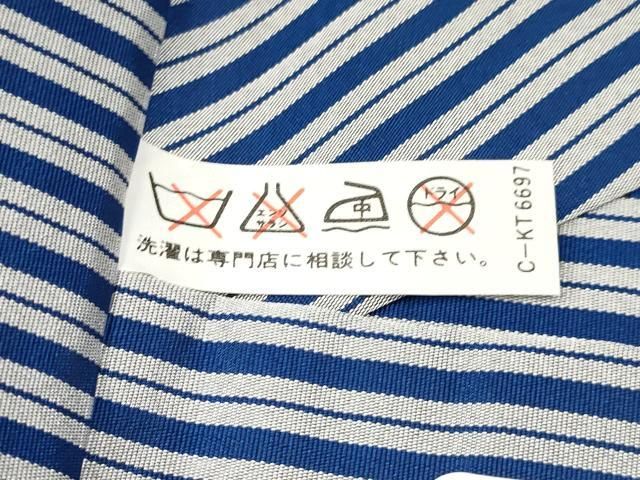 エンソ
サラシ
中
ドライ
洗濯は専門店に相談して下さい。
C-KT6697